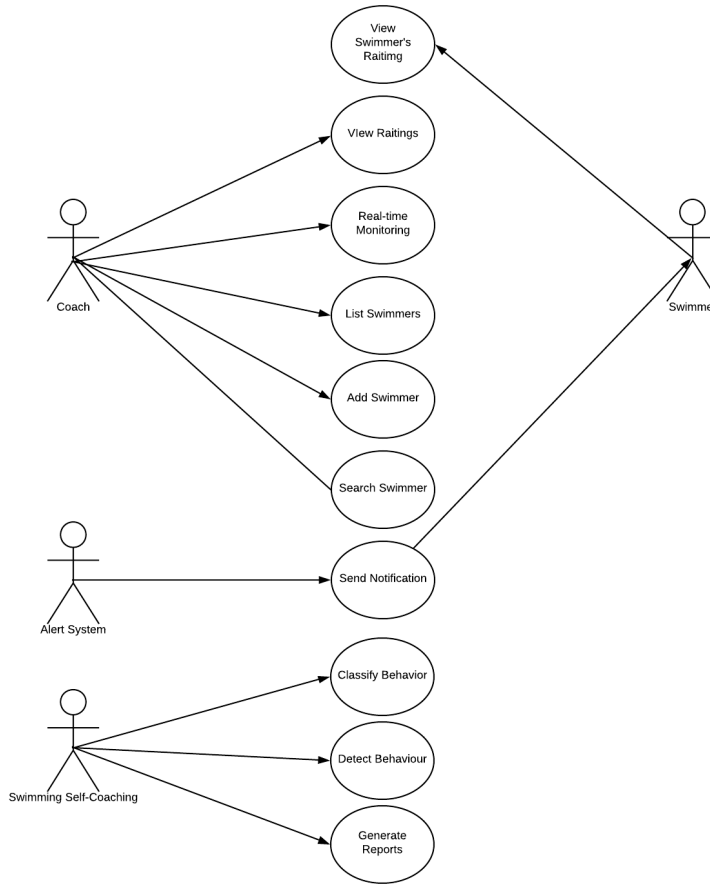 View
Swimmer's
Raitimg
VIew Raitings
Real-time
Monitoring
Coach
Swimme
List Swimmers
Add Swimmer
Search Swimmer
Send Notification
Alert System
Classify Behavior
Detect Behaviour
Swimming Self-Coaching
Generate
Reports